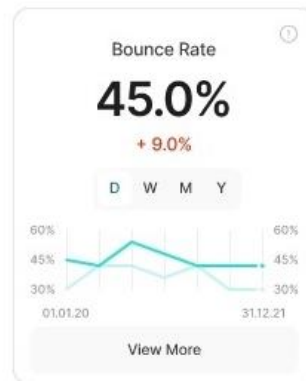 Bounce Rate
45.0%
+ 9.0%
D W M Y
60% 60%
45% 45%
30% 30%
01.01.20 31.12.21
View More